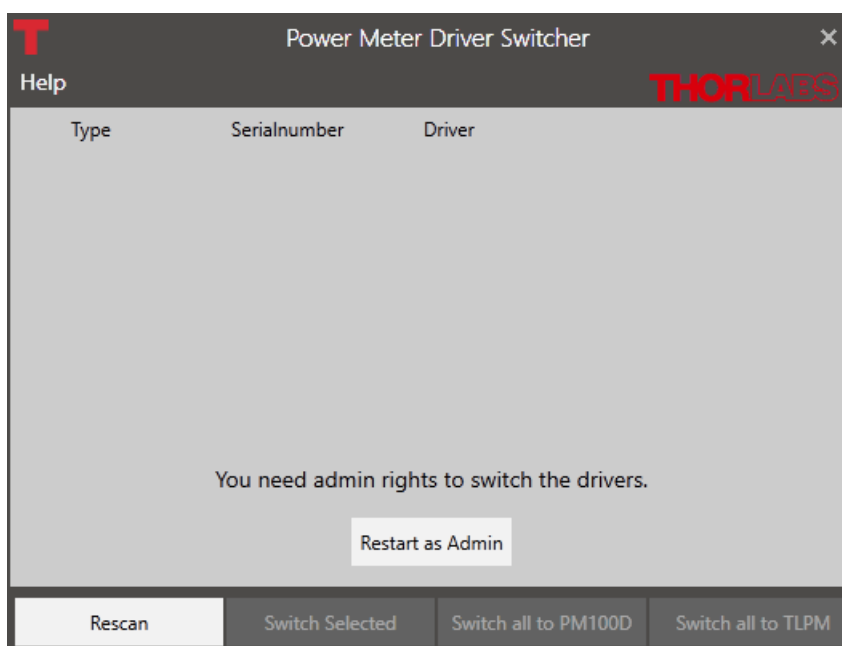 T
Power Meter Driver Switcher
Help
THORLABS
Type Serialnumber Driver
You need admin rights to switch the drivers.
Restart as Admin
Rescan Switch Selected Switch all to PM100D Switch all to TLPM